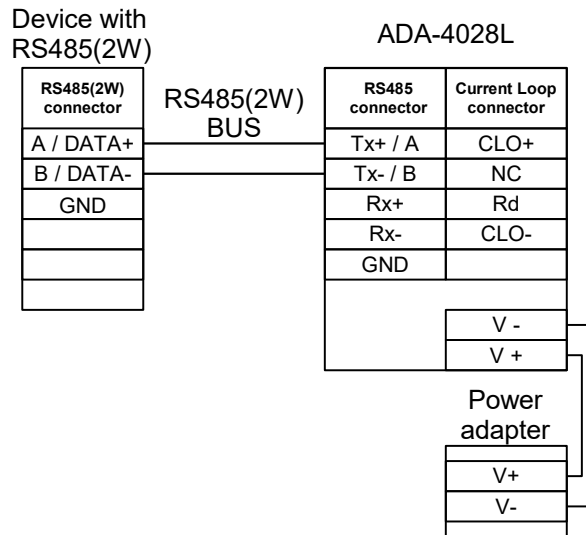 Device with
RS485(2W)
RS485(2W)
connector
A / DATA+
B / DATA-
GND
RS485(2W)
BUS
ADA-4028L
RS485
connector
Current Loop
connector
Tx+ / A
CLO+
Tx- / B
NC
Rx+
Rd
Rx-
CLO-
GND
V -
V +
Power
adapter
V+
V-